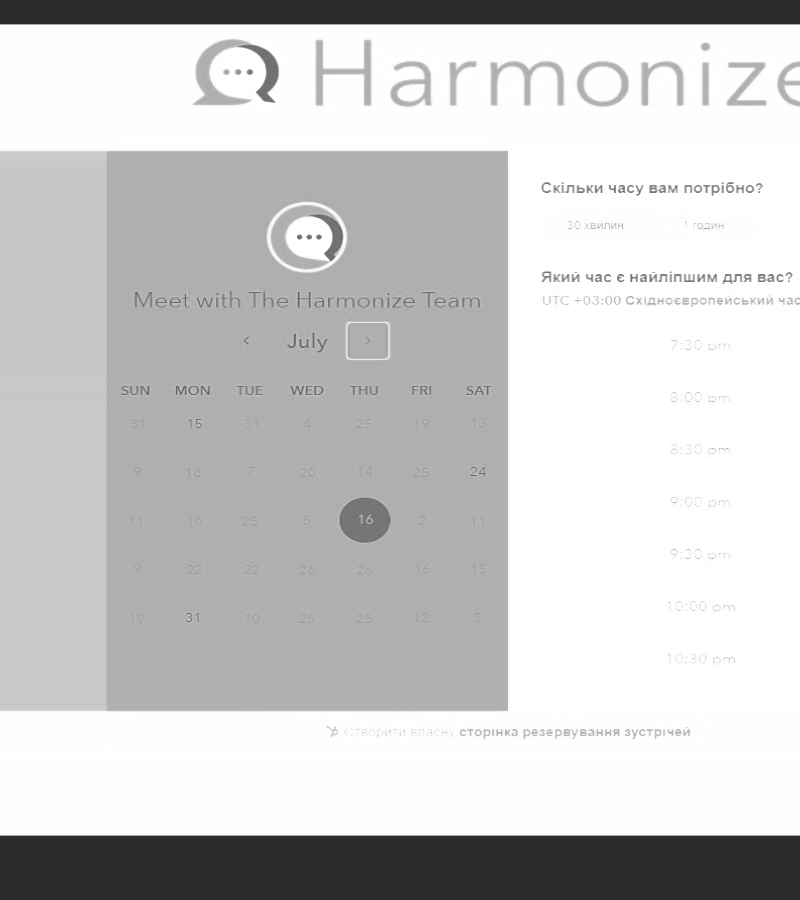 Harmonize
Meet with The Harmonize Team
July
SUN MON TUE WED THU FRI SAT
31 15 31 4 25 19 13
9 18 7 20 14 25 24
11 16 25 5 16 2 11
9 22 22 26 26 16 15
19 31 10 25 25 12 5
Скільки часу вам потрібно?
30 хвилин 1 годин
Який час є найліпшим для вас?
UTC +03:00 Східноєвропейський час
7:30 pm
8:00 pm
8:30 pm
9:00 pm
9:30 pm
10:00 pm
10:30 pm
Створити власну сторінка резервування зустрічей